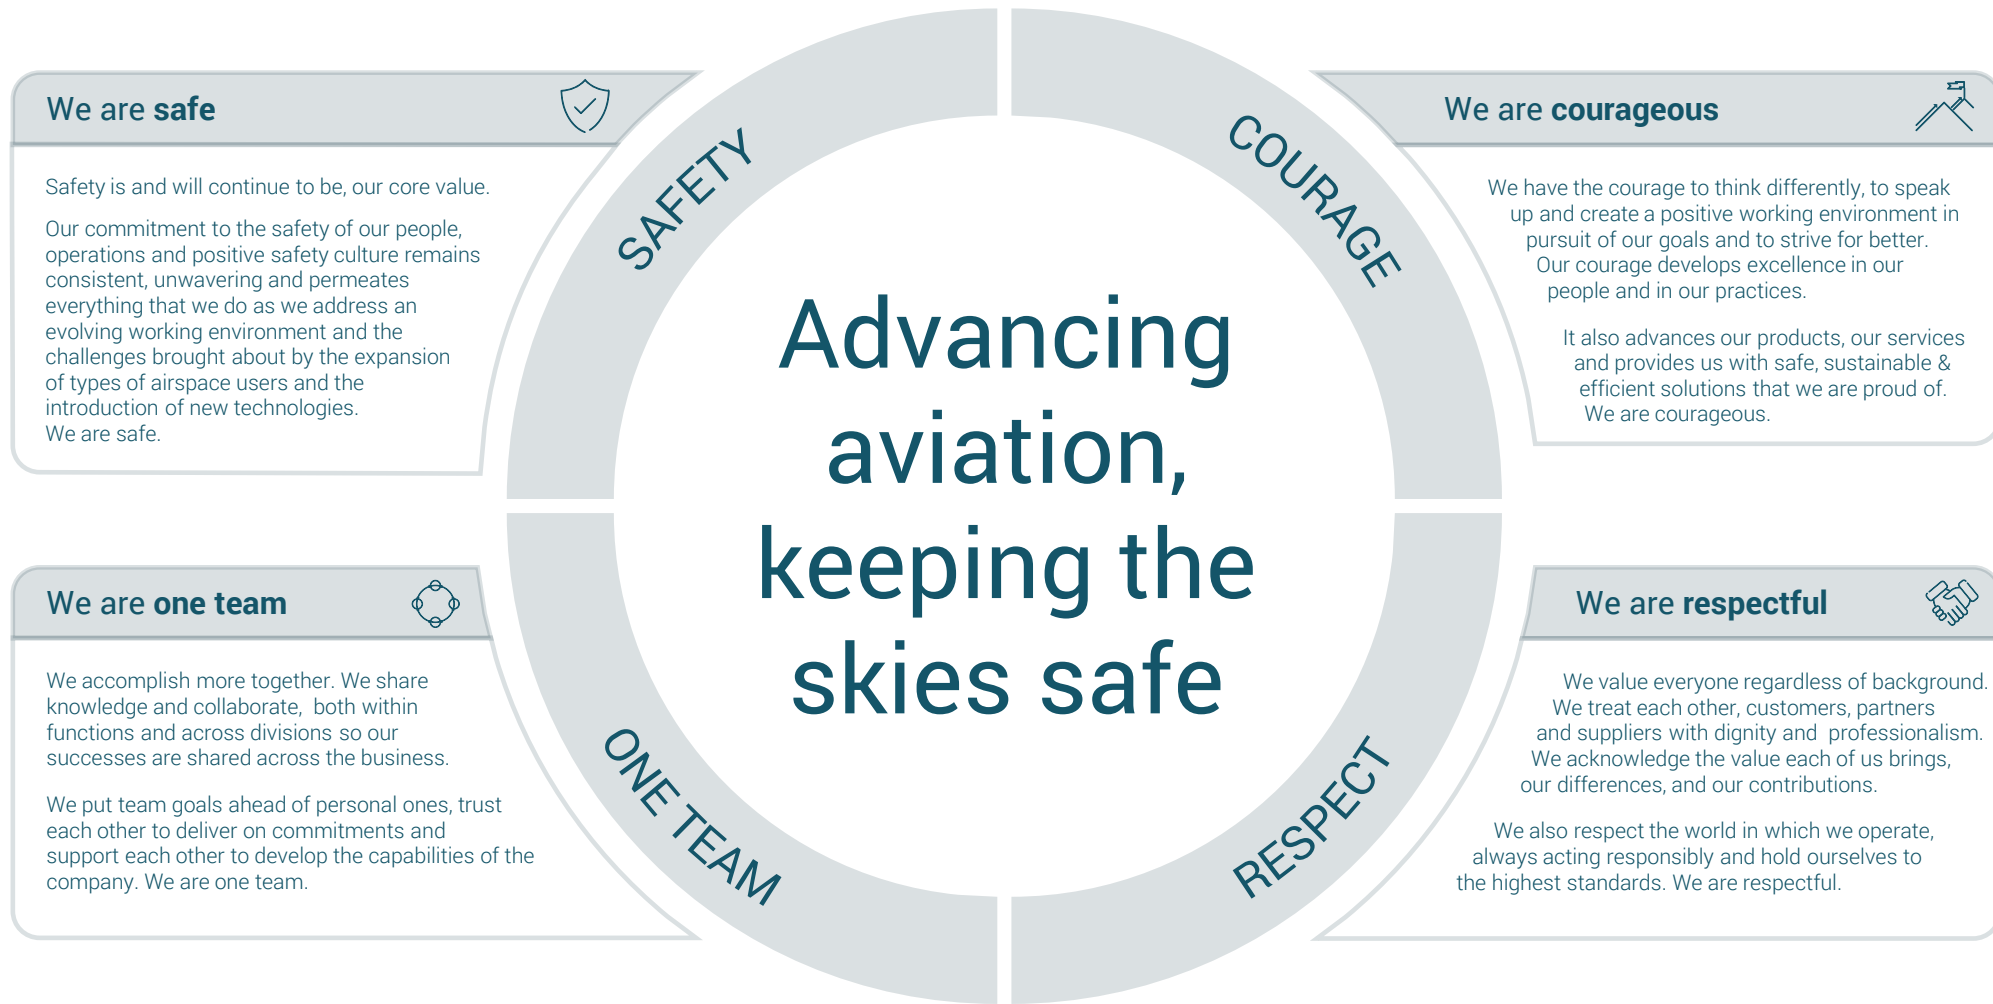 We are safe
Safety is and will continue to be, our core value.
Our commitment to the safety of our people,
operations and positive safety culture remains
consistent, unwavering and permeates
everything that we do as we address an
evolving working environment and the
challenges brought about by the expansion
of types of airspace users and the
introduction of new technologies.
We are safe.
SAFETY
COURAGE
We are courageous
We have the courage to think differently, to speak
up and create a positive working environment in
pursuit of our goals and to strive for better.
Our courage develops excellence in our
people and in our practices.
It also advances our products, our services
and provides us with safe, sustainable &
efficient solutions that we are proud of.
We are courageous.
Advancing
aviation,
keeping the
skies safe
We are one team
We accomplish more together. We share
knowledge and collaborate, both within
functions and across divisions so our
successes are shared across the business.
We put team goals ahead of personal ones, trust
each other to deliver on commitments and
support each other to develop the capabilities of the
company. We are one team.
ONE TEAM
RESPECT
We are respectful
We value everyone regardless of background.
We treat each other, customers, partners
and suppliers with dignity and professionalism.
We acknowledge the value each of us brings,
our differences, and our contributions.
We also respect the world in which we operate,
always acting responsibly and hold ourselves to
the highest standards. We are respectful.